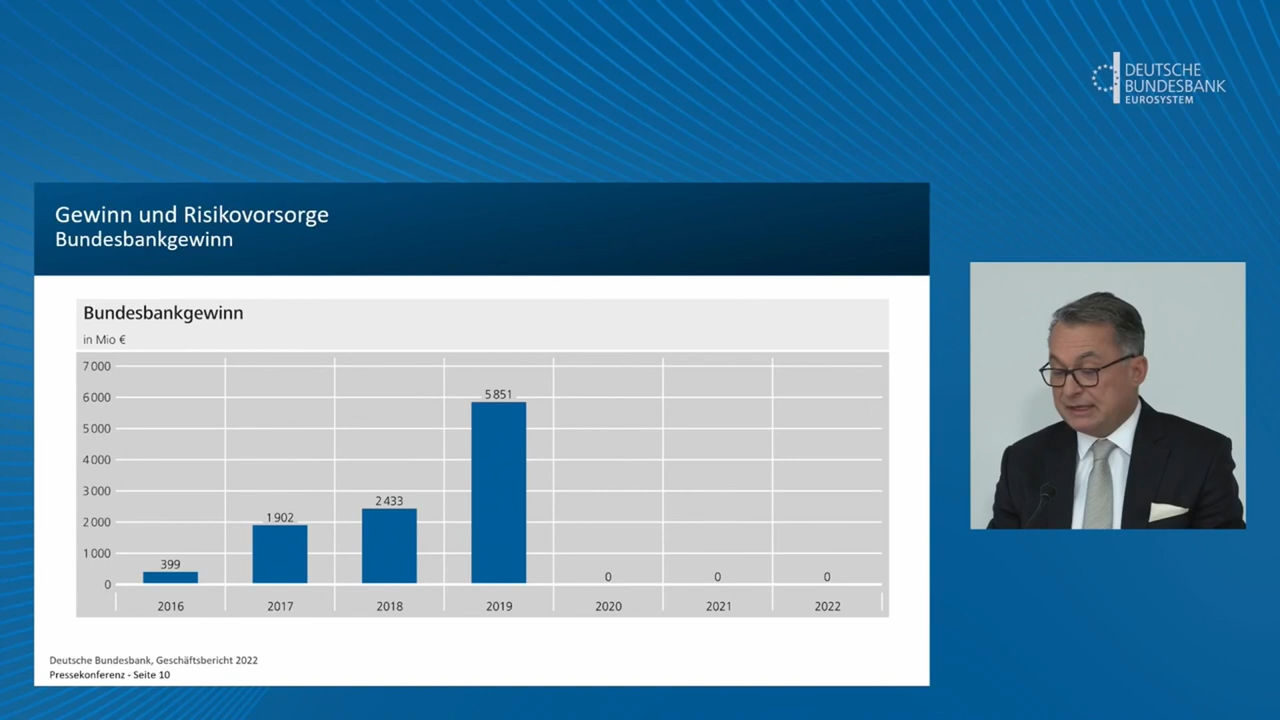 DEUTSCHE
BUNDESBANK
EUROSYSTEM
Gewinn und Risikovorsorge
Bundesbankgewinn
Bundesbankgewinn
in Mio €
7 000
6 000
5 000
4 000
3 000
2 000
1 000
0
399
1 902
2 433
5 851
0
0
0
2016
2017
2018
2019
2020
2021
2022
Deutsche Bundesbank, Geschäftsbericht 2022
Pressekonferenz - Seite 10